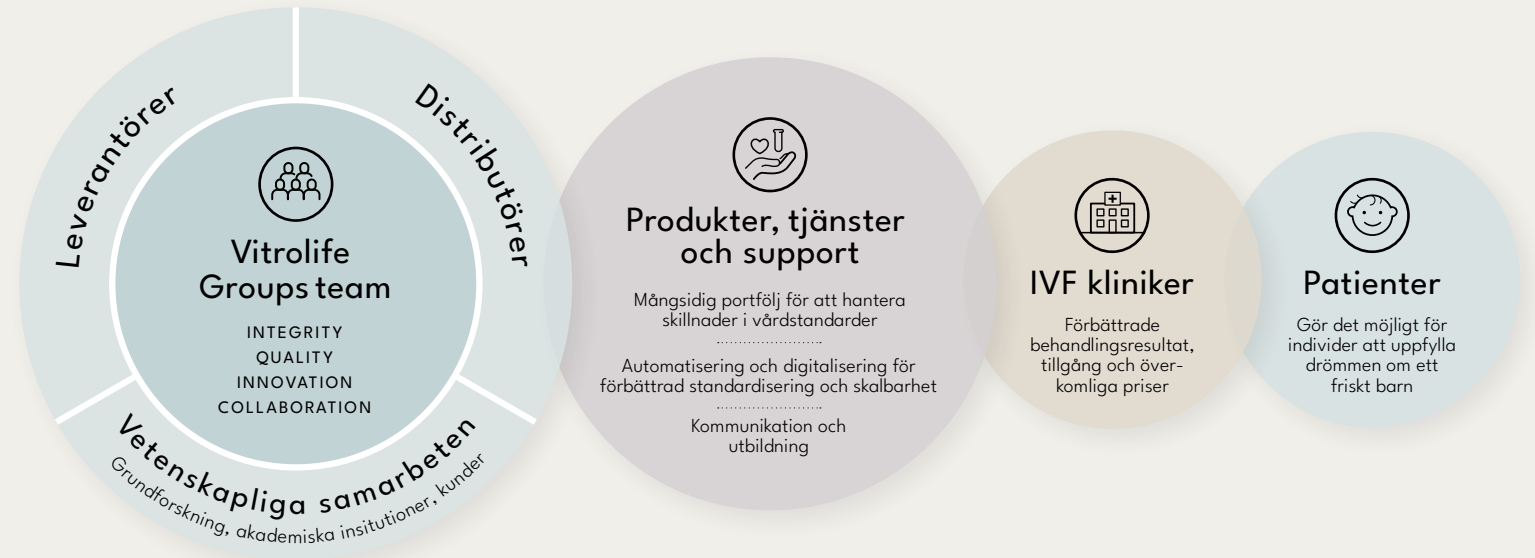 Leverantörer
Distributörer
Vitrolife
Groups team
INTEGRITY
QUALITY
INNOVATION
COLLABORATION
Vetenskapliga samarbeten
Grundforskning, akademiska insitutioner, kunder
Produkter, tjänster
och support
Mångsidig portfölj för att hantera
skillnader i vårdstandarder
Automatisering och digitalisering för
förbättrad standardisering och skalbarhet
Kommunikation och
utbildning
IVF kliniker
Förbättrade
behandlingsresultat,
tillgång och över-
komliga priser
Patienter
Gör det möjligt för
individer att uppfylla
drömmen om ett
friskt barn